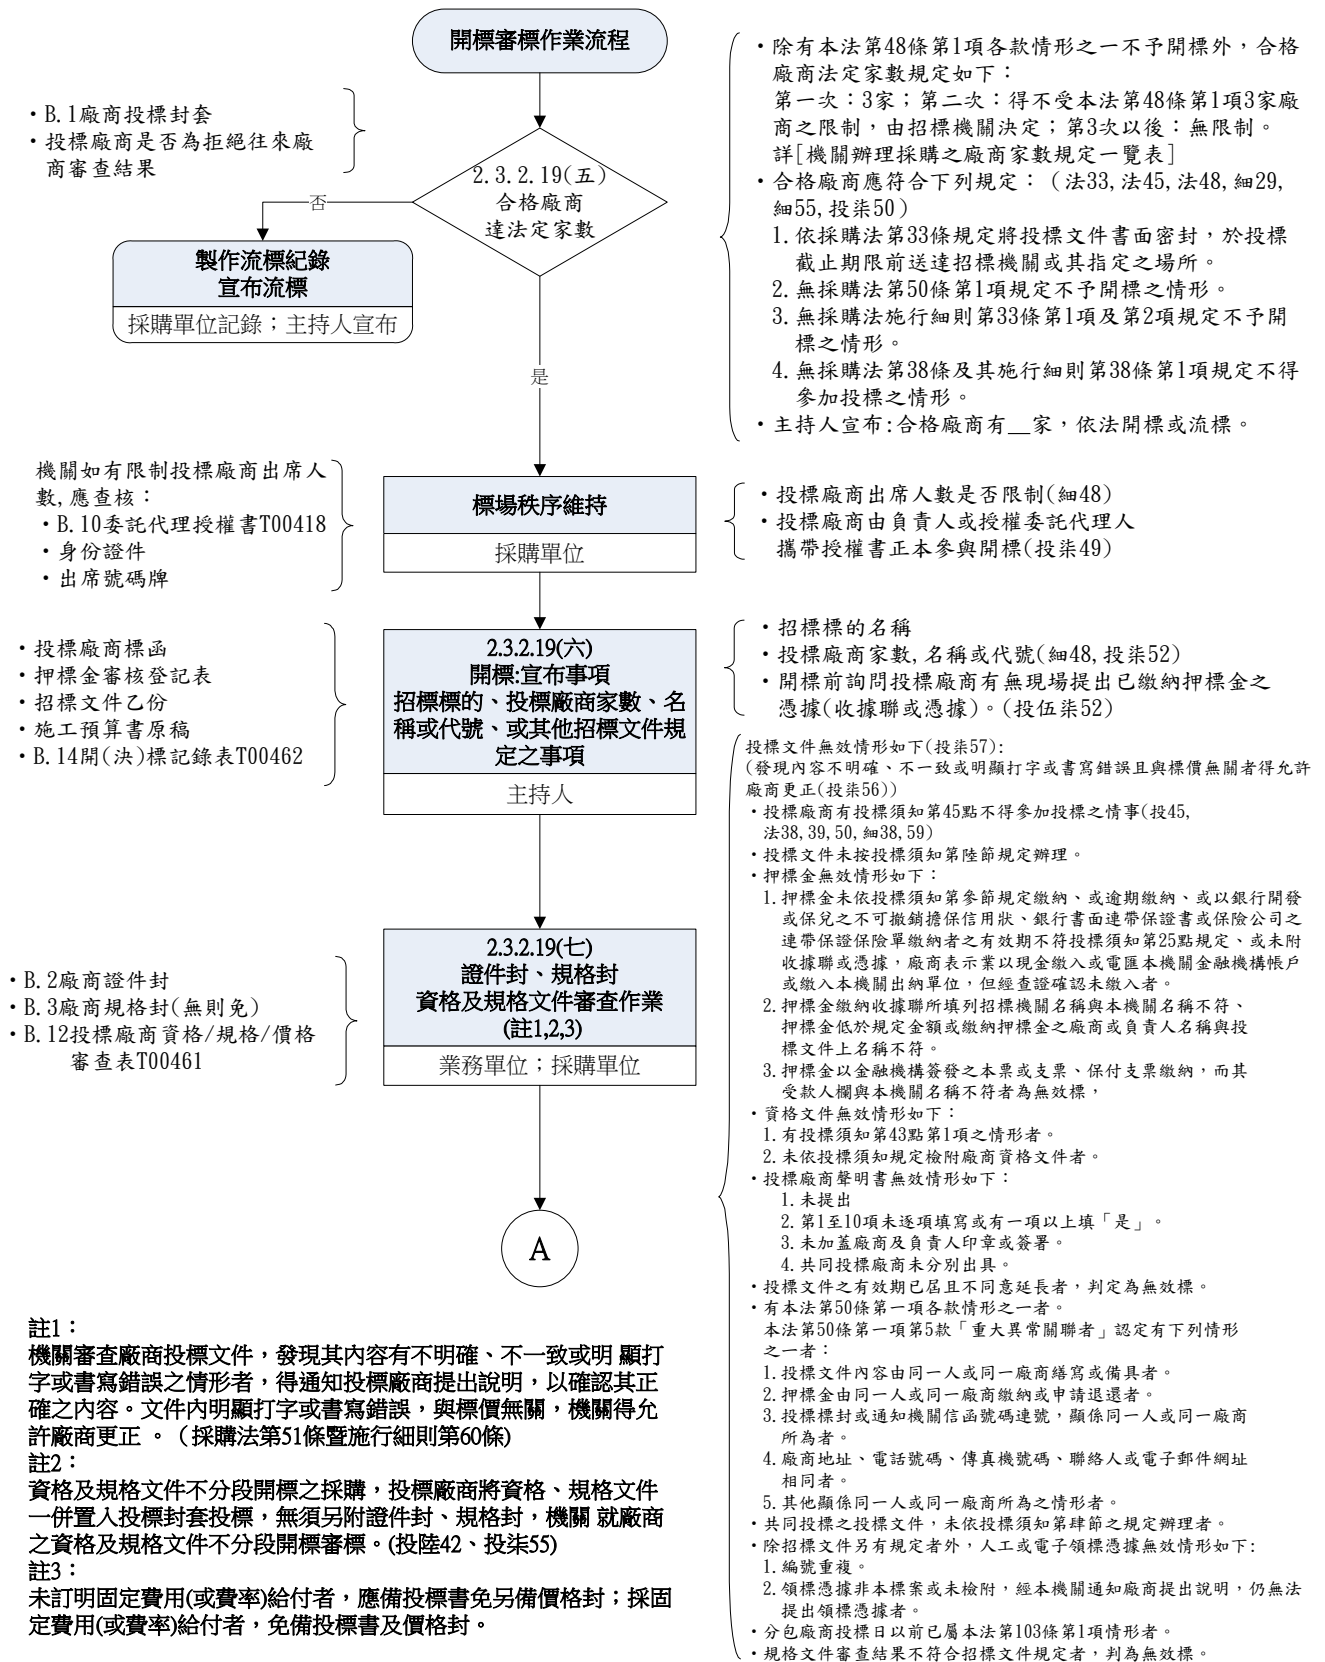 開標審標作業流程
・B.1廠商投標封套
・投標廠商是否為拒絕往來廠
商審查結果
2.3.2.19(五)
合格廠商
達法定家數
否
製作流標紀錄
宣布流標
採購單位記錄；主持人宣布
是
・除有本法第48條第1項各款情形之一不予開標外，合格
廠商法定家數規定如下：
第一次：3家；第二次：得不受本法第48條第1項3家廠
商之限制，由招標機關決定；第3次以後：無限制。
詳[機關辦理採購之廠商家數規定一覽表]
・合格廠商應符合下列規定：（法33,法45,法48,細29,
細55,投柒50）
1.依採購法第33條規定將投標文件書面密封，於投標
截止期限前送達招標機關或其指定之場所。
2.無採購法第50條第1項規定不予開標之情形。
3.無採購法施行細則第33條第1項及第2項規定不予開
標之情形。
4.無採購法第38條及其施行細則第38條第1項規定不得
參加投標之情形。
・主持人宣布:合格廠商有__家，依法開標或流標。
機關如有限制投標廠商出席人
數,應查核：
・B.10委託代理授權書T00418
・身份證件
・出席號碼牌
標場秩序維持
採購單位
・投標廠商出席人數是否限制(細48)
・投標廠商由負責人或授權委託代理人
攜帶授權書正本參與開標(投柒49)
・投標廠商標函
・押標金審核登記表
・招標文件乙份
・施工預算書原稿
・B.14開(決)標記錄表T00462
2.3.2.19(六)
開標:宣布事項
招標標的、投標廠商家數、名
稱或代號、或其他招標文件規
定之事項
主持人
・招標標的名稱
・投標廠商家數,名稱或代號(細48,投柒52)
・開標前詢問投標廠商有無現場提出已繳納押標金之
憑據(收據聯或憑據)。(投伍柒52)
・B.2廠商證件封
・B.3廠商規格封(無則免)
・B.12投標廠商資格/規格/價格
審查表T00461
2.3.2.19(七)
證件封、規格封
資格及規格文件審查作業
(註1,2,3)
業務單位；採購單位
A
投標文件無效情形如下(投柒57):
(發現內容不明確、不一致或明顯打字或書寫錯誤且與標價無關者得允許
廠商更正(投柒56))
・投標廠商有投標須知第45點不得參加投標之情事(投45,
法38,39,50,細38,59)
・投標文件未按投標須知第陸節規定辦理。
・押標金無效情形如下：
1.押標金未依投標須知第參節規定繳納、或逾期繳納、或以銀行開發
或保兌之不可撤銷擔保信用狀、銀行書面連帶保證書或保險公司之
連帶保證保險單繳納者之有效期不符投標須知第25點規定、或未附
收據聯或憑據，廠商表示業以現金繳入或電匯本機關金融機構帳戶
或繳入本機關出納單位，但經查證確認未繳入者。
2.押標金繳納收據聯所填列招標機關名稱與本機關名稱不符、
押標金低於規定金額或繳納押標金之廠商或負責人名稱與投
標文件上名稱不符。
3.押標金以金融機構簽發之本票或支票、保付支票繳納，而其
受款人欄與本機關名稱不符者為無效標，
・資格文件無效情形如下：
1.有投標須知第43點第1項之情形者。
2.未依投標須知規定檢附廠商資格文件者。
・投標廠商聲明書無效情形如下：
1.未提出
2.第1至10項未逐項填寫或有一項以上填「是」。
3.未加蓋廠商及負責人印章或簽署。
4.共同投標廠商未分別出具。
・投標文件之有效期已屆且不同意延長者，判定為無效標。
・有本法第50條第一項各款情形之一者。
本法第50條第一項第5款「重大異常關聯者」認定有下列情形
之一者：
1.投標文件內容由同一人或同一廠商繕寫或備具者。
2.押標金由同一人或同一廠商繳納或申請退還者。
3.投標標封或通知機關信函號碼連號，顯係同一人或同一廠商
所為者。
4.廠商地址、電話號碼、傳真機號碼、聯絡人或電子郵件網址
相同者。
5.其他顯係同一人或同一廠商所為之情形者。
・共同投標之投標文件，未依投標須知第肆節之規定辦理者。
・除招標文件另有規定者外，人工或電子領標憑據無效情形如下:
1.編號重複。
2.領標憑據非本標案或未檢附，經本機關通知廠商提出說明，仍無法
提出領標憑據者。
・分包廠商投標日以前已屬本法第103條第1項情形者。
・規格文件審查結果不符合招標文件規定者，判為無效標。
註1：
機關審查廠商投標文件，發現其內容有不明確、不一致或明 顯打
字或書寫錯誤之情形者，得通知投標廠商提出說明，以確認其正
確之內容。文件內明顯打字或書寫錯誤，與標價無關，機關得允
許廠商更正 。（採購法第51條暨施行細則第60條)
註2：
資格及規格文件不分段開標之採購，投標廠商將資格、規格文件
一併置入投標封套投標，無須另附證件封、規格封，機關 就廠商
之資格及規格文件不分段開標審標。(投陸42、投柒55)
註3：
未訂明固定費用(或費率)給付者，應備投標書免另備價格封；採固
定費用(或費率)給付者，免備投標書及價格封。